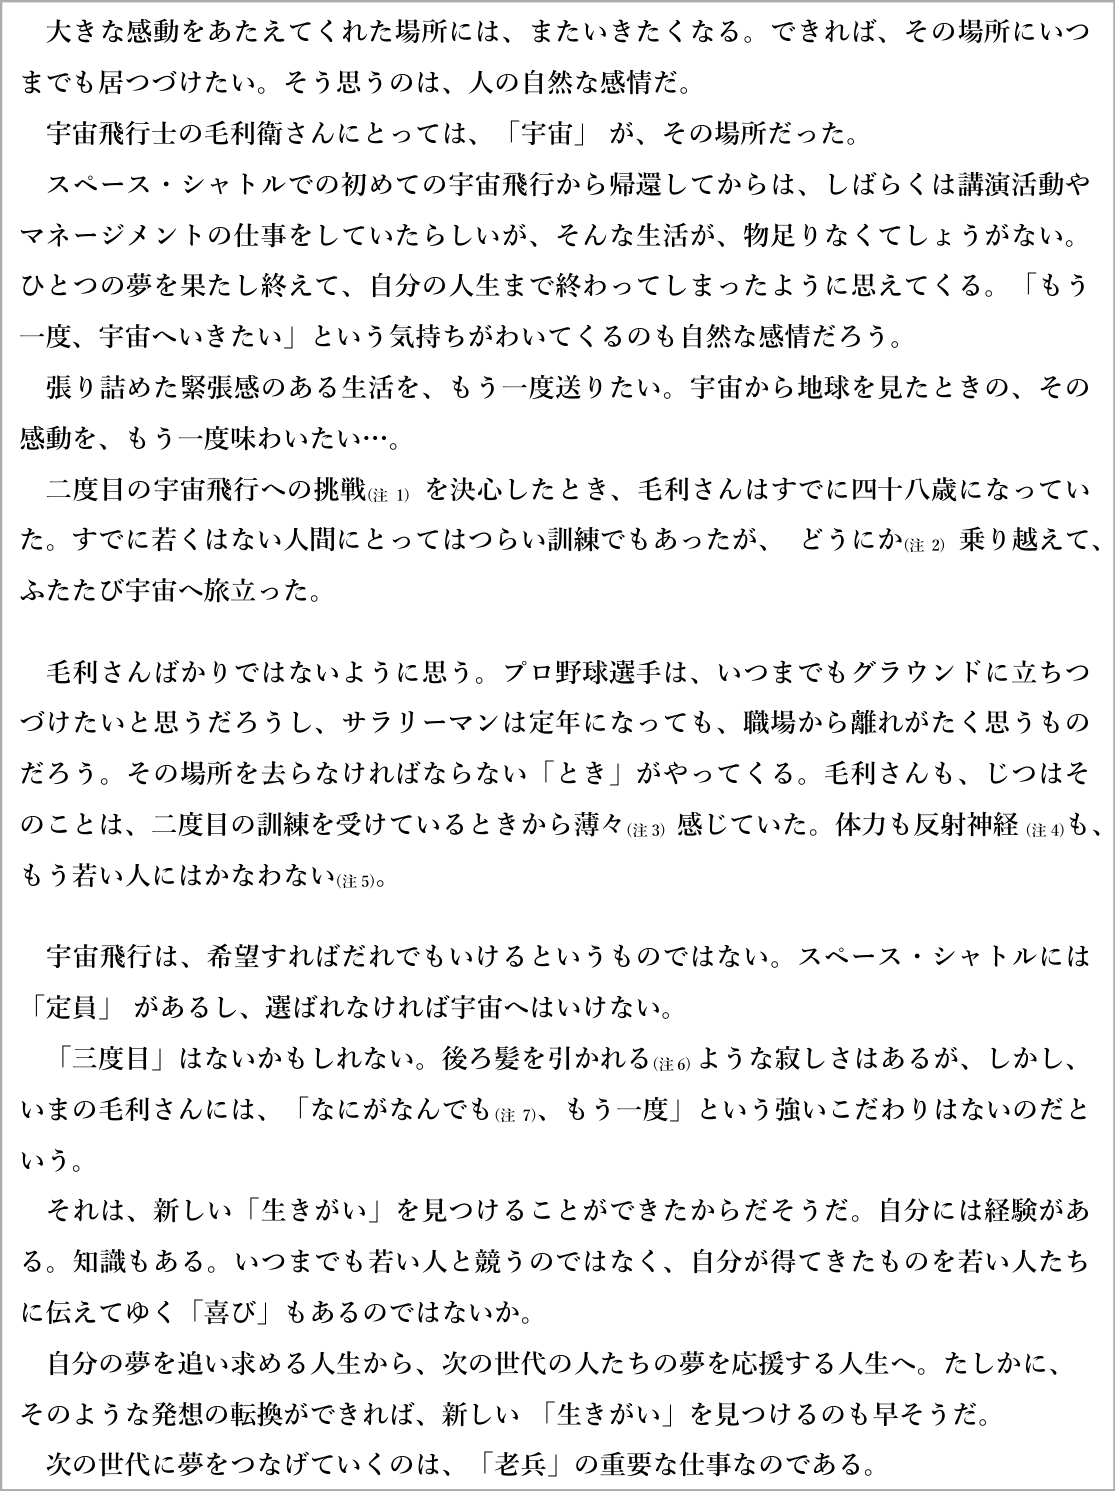 大きな感動をあたえてくれた場所には、またいきたくなる。できれば、その場所にいつ
までも居つづけたい。そう思うのは、人の自然な感情だ。
宇宙飛行士の毛利衛さんにとっては、「宇宙」 が、その場所だった。
スペース・シャトルでの初めての宇宙飛行から帰還してからは、しばらくは講演活動や
マネージメントの仕事をしていたらしいが、そんな生活が、物足りなくてしょうがない。
ひとつの夢を果たし終えて、自分の人生まで終わってしまったように思えてくる。「もう
一度、宇宙へいきたい」という気持ちがわいてくるのも自然な感情だろう。
張り詰めた緊張感のある生活を、もう一度送りたい。宇宙から地球を見たときの、その
感動を、もう一度味わいたい…。
二度目の宇宙飛行への挑戦(注 1) を決心したとき、毛利さんはすでに四十八歳になってい
た。すでに若くはない人間にとってはつらい訓練でもあったが、 どうにか(注 2) 乗り越えて、
ふたたび宇宙へ旅立った。
毛利さんばかりではないように思う。プロ野球選手は、いつまでもグラウンドに立ちつ
づけたいと思うだろうし、サラリーマンは定年になっても、職場から離れがたく思うもの
だろう。その場所を去らなければならない「とき」がやってくる。毛利さんも、じつはそ
のことは、二度目の訓練を受けているときから薄々(注 3) 感じていた。体力も反射神経 (注 4)も、
もう若い人にはかなわない(注 5)。
宇宙飛行は、希望すればだれでもいけるというものではない。スペース・シャトルには
「定員」 があるし、選ばれなければ宇宙へはいけない。
「三度目」はないかもしれない。後ろ髪を引かれる(注 6) ような寂しさはあるが、しかし、
いまの毛利さんには、「なにがなんでも(注 7)、もう一度」という強いこだわりはないのだと
いう。
それは、新しい「生きがい」を見つけることができたからだそうだ。自分には経験があ
る。知識もある。いつまでも若い人と競うのではなく、自分が得てきたものを若い人たち
に伝えてゆく「喜び」もあるのではないか。
自分の夢を追い求める人生から、次の世代の人たちの夢を応援する人生へ。たしかに、
そのような発想の転換ができれば、新しい 「生きがい」を見つけるのも早そうだ。
次の世代に夢をつなげていくのは、「老兵」の重要な仕事なのである。